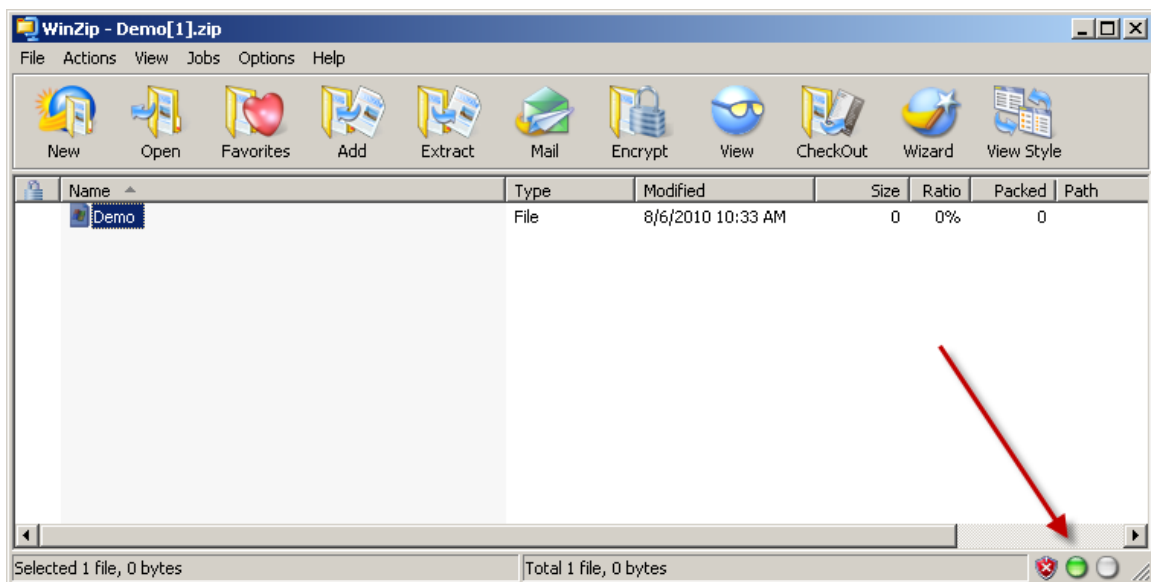 WinZip - Demo[1].zip
File Actions View Jobs Options Help
New Open Favorites Add Extract Mail Encrypt View CheckOut Wizard View Style
Name Type Modified Size Ratio Packed Path
Demo File 8/6/2010 10:33 AM 0 0% 0
Selected 1 file, 0 bytes Total 1 file, 0 bytes